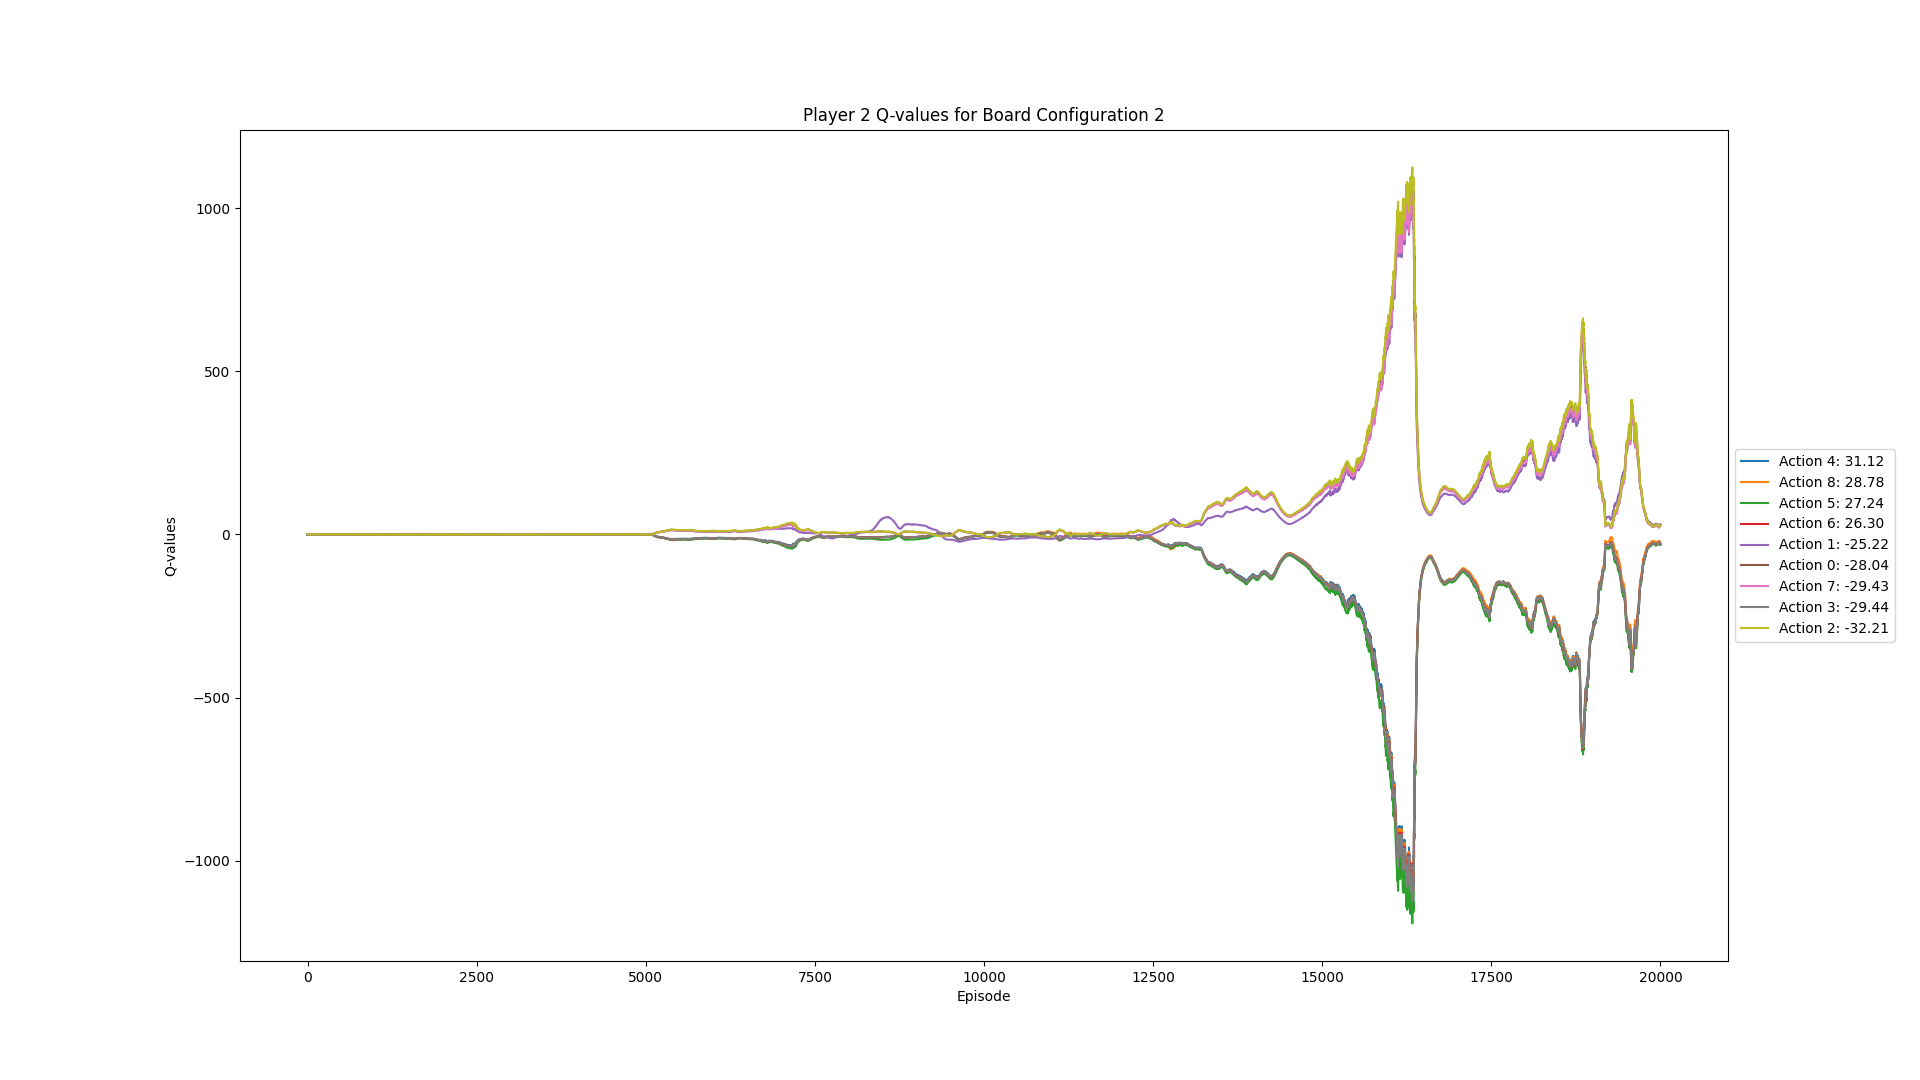 Player 2 Q-values for Board Configuration 2
1000
500
0
−500
−1000
Q-values
0 2500 5000 7500 10000 12500 15000 17500 20000
Episode
Action 4: 31.12
Action 8: 28.78
Action 5: 27.24
Action 6: 26.30
Action 1: -25.22
Action 0: -28.04
Action 7: -29.43
Action 3: -29.44
Action 2: -32.21